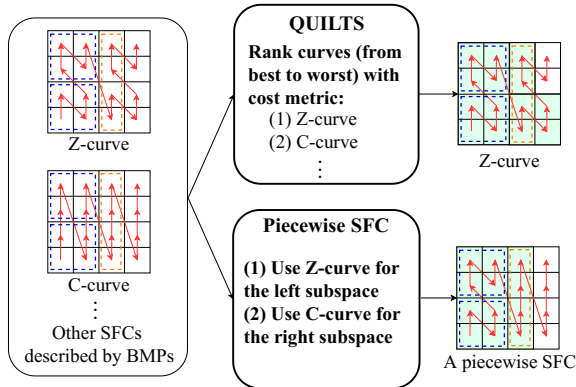 Z-curve
C-curve
⋮
Other SFCs
described by BMPs
QUILTS
Rank curves (from
best to worst) with
cost metric:
(1) Z-curve
(2) C-curve
⋮
Piecewise SFC
(1) Use Z-curve for
the left subspace
(2) Use C-curve for
the right subspace
Z-curve
A piecewise SFC